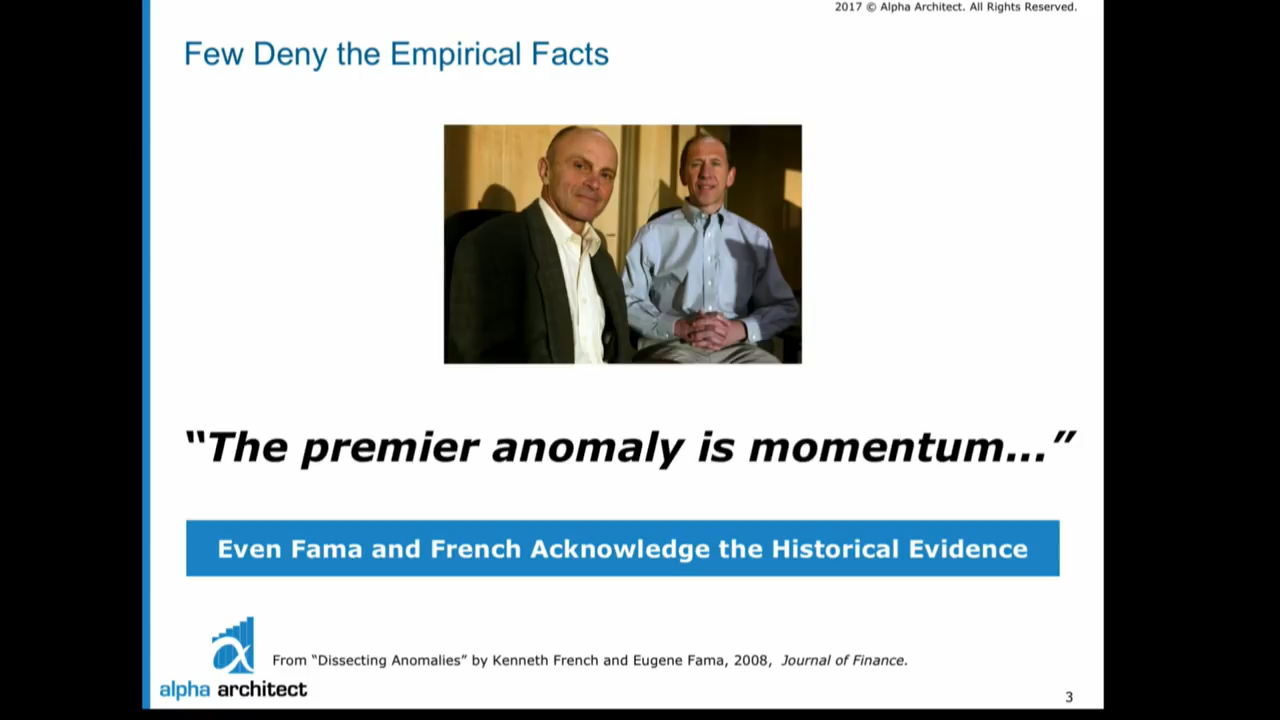 2017 © Alpha Architect. All Rights Reserved.
Few Deny the Empirical Facts
“The premier anomaly is momentum...”
Even Fama and French Acknowledge the Historical Evidence
From “Dissecting Anomalies” by Kenneth French and Eugene Fama, 2008, Journal of Finance.
alpha architect
3